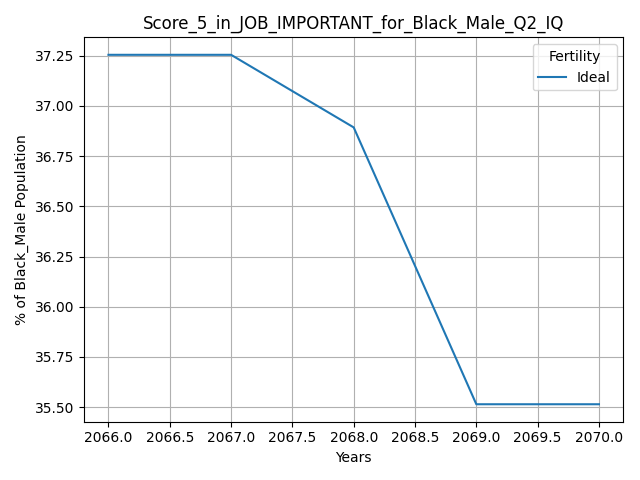 Score_5_in_JOB_IMPORTANT_for_Black_Male_Q2_IQ
Fertility
Ideal
% of Black_Male Population
37.25
37.00
36.75
36.50
36.25
36.00
35.75
35.50
2066.0 2066.5 2067.0 2067.5 2068.0 2068.5 2069.0 2069.5 2070.0
Years